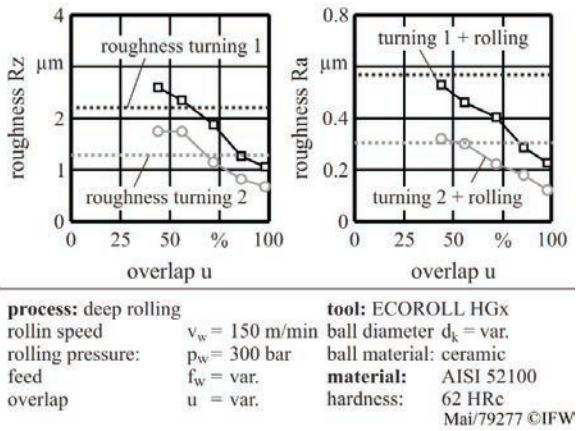 4
µm
2
1
0
roughness Rz
roughness turning 1
roughness turning 2
0 25 50 % 100
overlap u
0.8
µm
0.4
0.2
0
roughness Ra
turning 1 + rolling
turning 2 + rolling
0 25 50 % 100
overlap u
process: deep rolling tool: ECOROLL HGx
rollin speed v_w = 150 m/min ball diameter d_k = var.
rolling pressure: p_w = 300 bar ball material: ceramic
feed f_w = var. material: AISI 52100
overlap u = var. hardness: 62 HRc
Mai/79277 ©IFW